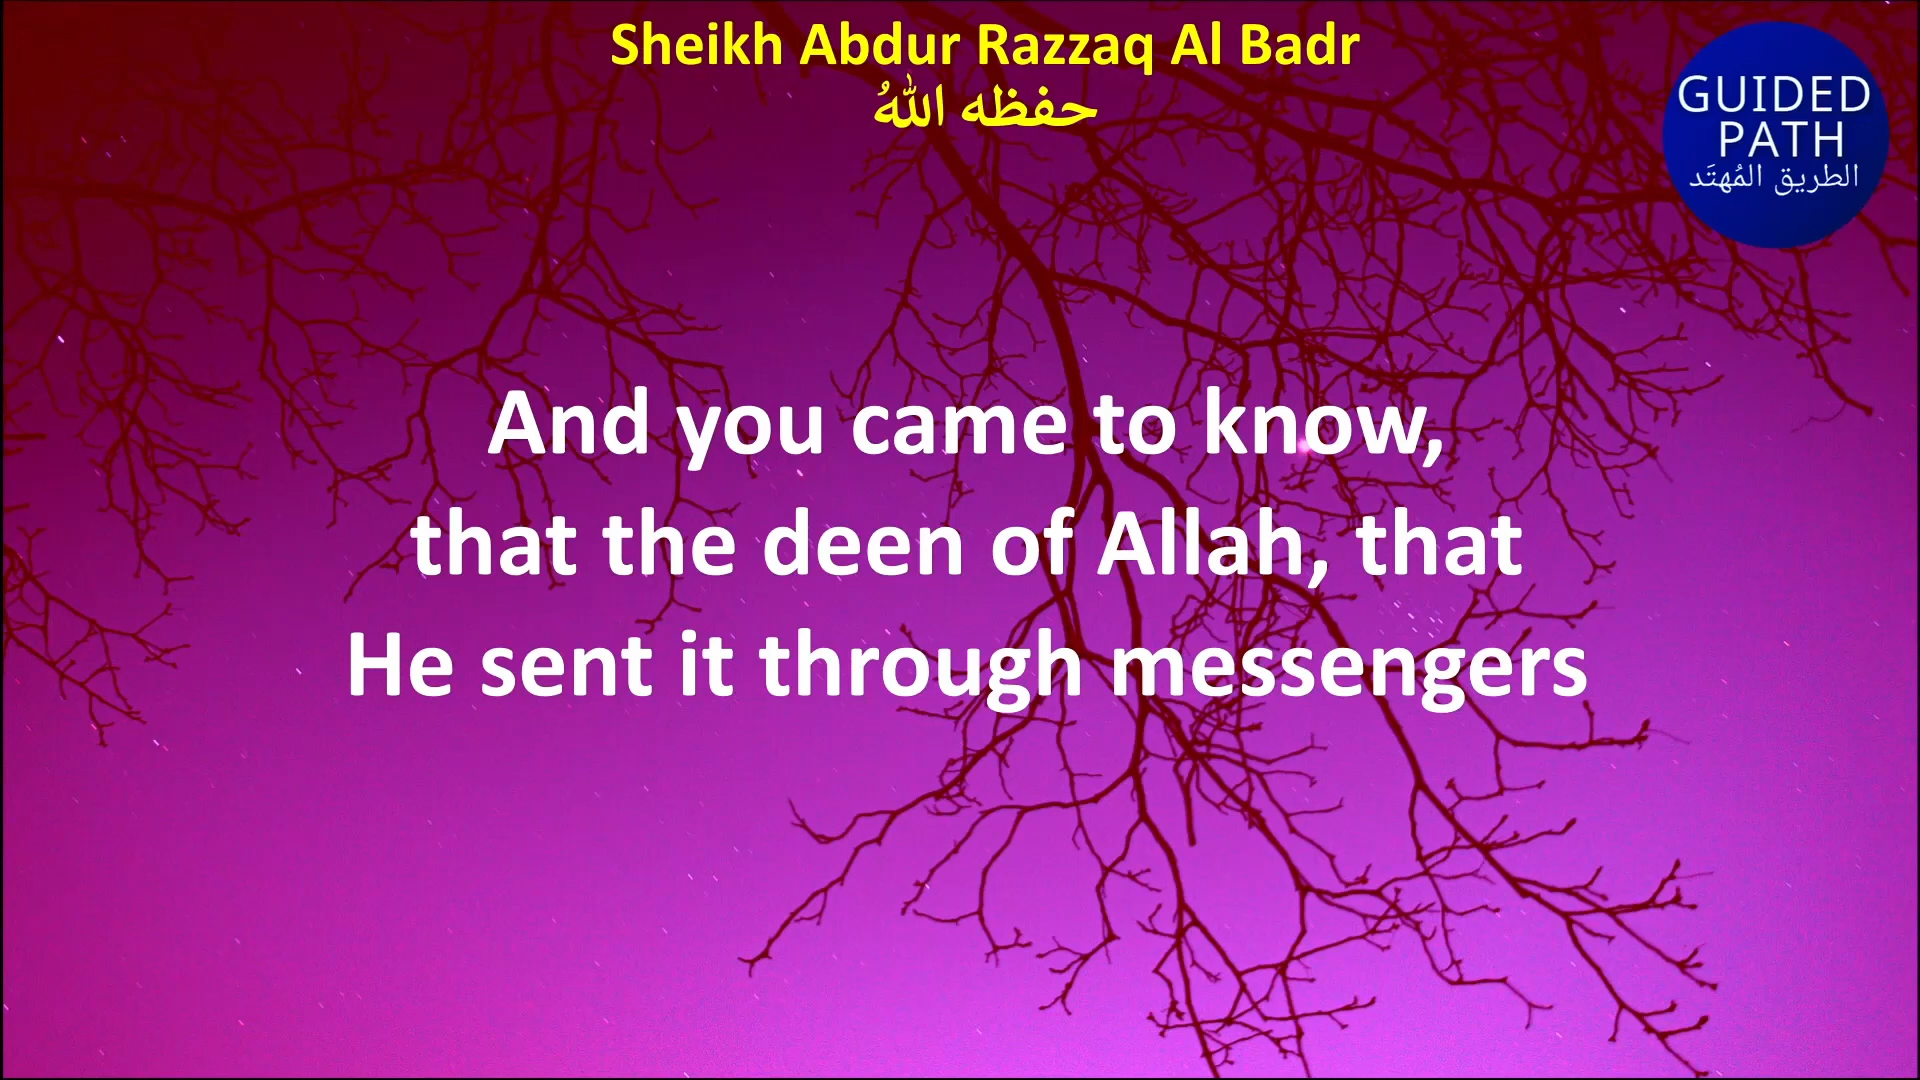 Sheikh Abdur Razzaq Al Badr
حفظه اللهُ
GUIDED
PATH
الطريق المُهتَد
And you came to know,
that the deen of Allah, that
He sent it through messengers